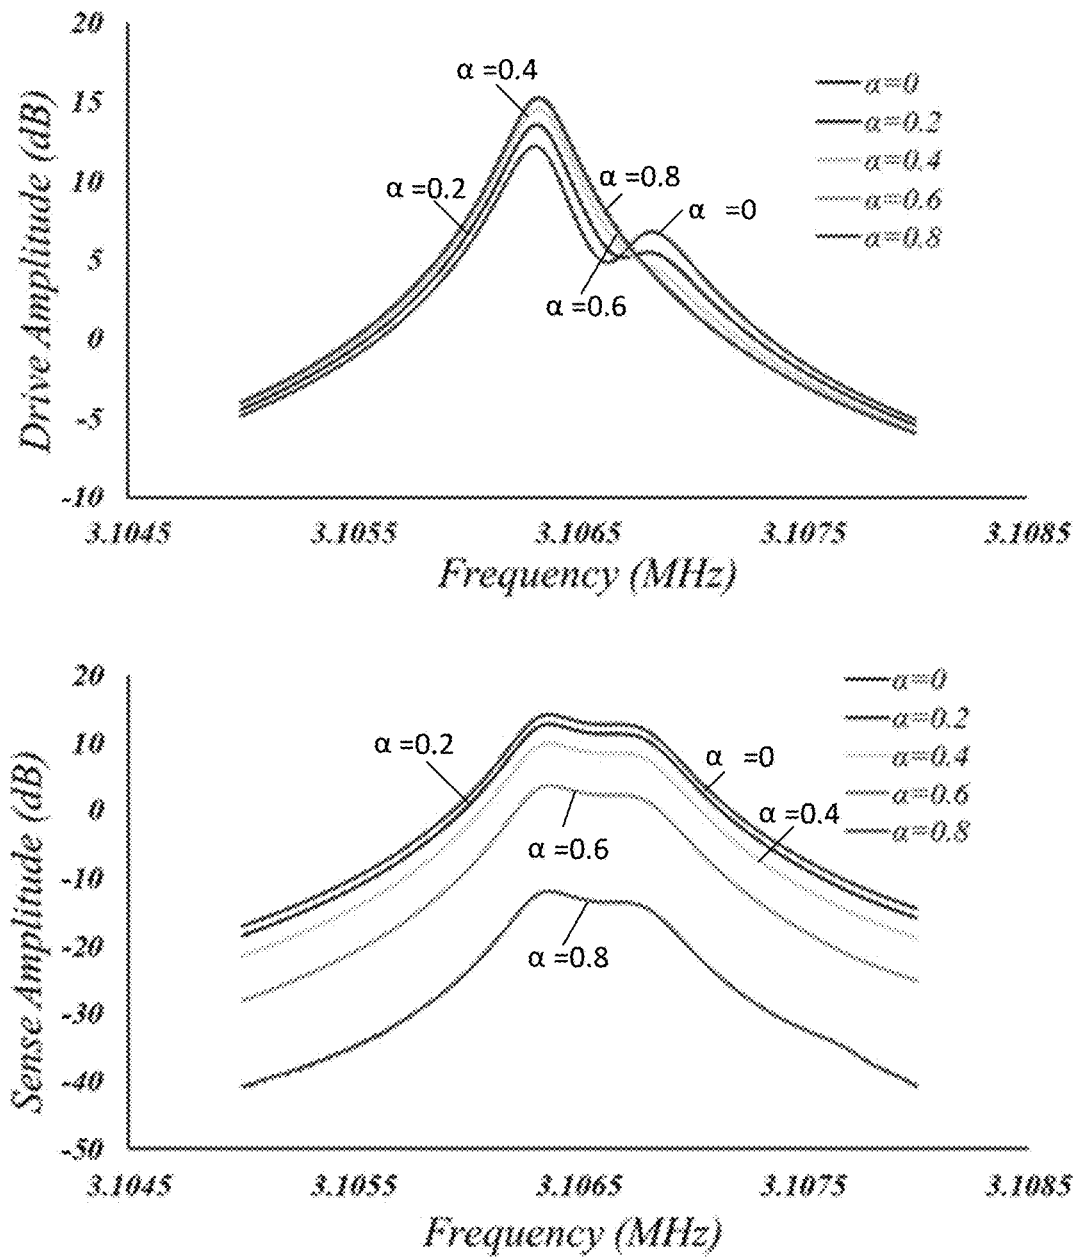 20
15
10
5
0
-5
-10
Drive Amplitude (dB)
α =0.4
α =0.2
α =0.8
α =0
α =0.6
α=0
α=0.2
α=0.4
α=0.6
α=0.8
3.1045 3.1055 3.1065 3.1075 3.1085
Frequency (MHz)
20
10
0
-10
-20
-30
-40
-50
Sense Amplitude (dB)
α =0.2
α =0
α =0.4
α =0.6
α =0.8
α=0
α=0.2
α=0.4
α=0.6
α=0.8
3.1045 3.1055 3.1065 3.1075 3.1085
Frequency (MHz)